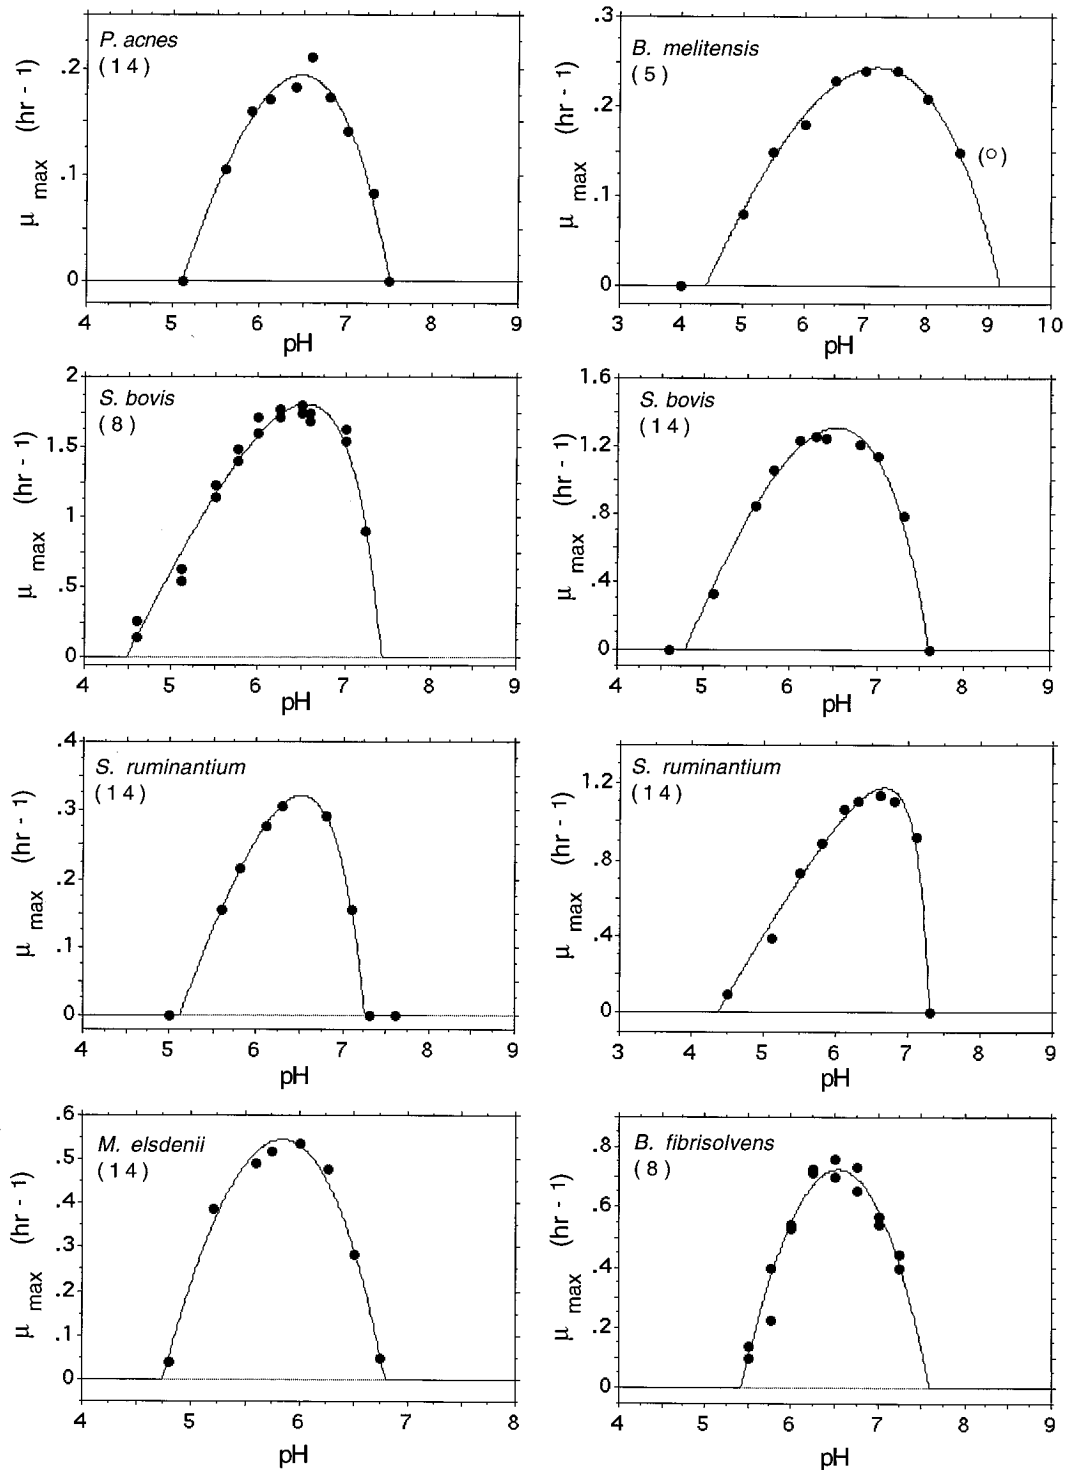 P. acnes
(14)
.2
.1
0
μ max (hr - 1)
4 5 6 7 8 9
pH
B. melitensis
(5)
(○)
.3
0.2
0.1
0
μ max (hr - 1)
3 4 5 6 7 8 9 10
pH
S. bovis
(8)
2
1.5
1
.5
0
μ max (hr - 1)
4 5 6 7 8 9
pH
S. bovis
(14)
1.6
1.2
.8
.4
0
μ max (hr - 1)
4 5 6 7 8 9
pH
S. ruminantium
(14)
.4
.3
.2
.1
0
μ max (hr - 1)
4 5 6 7 8 9
pH
S. ruminantium
(14)
1.2
.8
.4
0
μ max (hr - 1)
3 4 5 6 7 8 9
pH
M. elsdenii
(14)
.6
.5
.4
.3
.2
.1
0
μ max (hr - 1)
4 5 6 7 8
pH
B. fibrisolvens
(8)
.8
.6
.4
.2
0
μ max (hr - 1)
4 5 6 7 8 9
pH